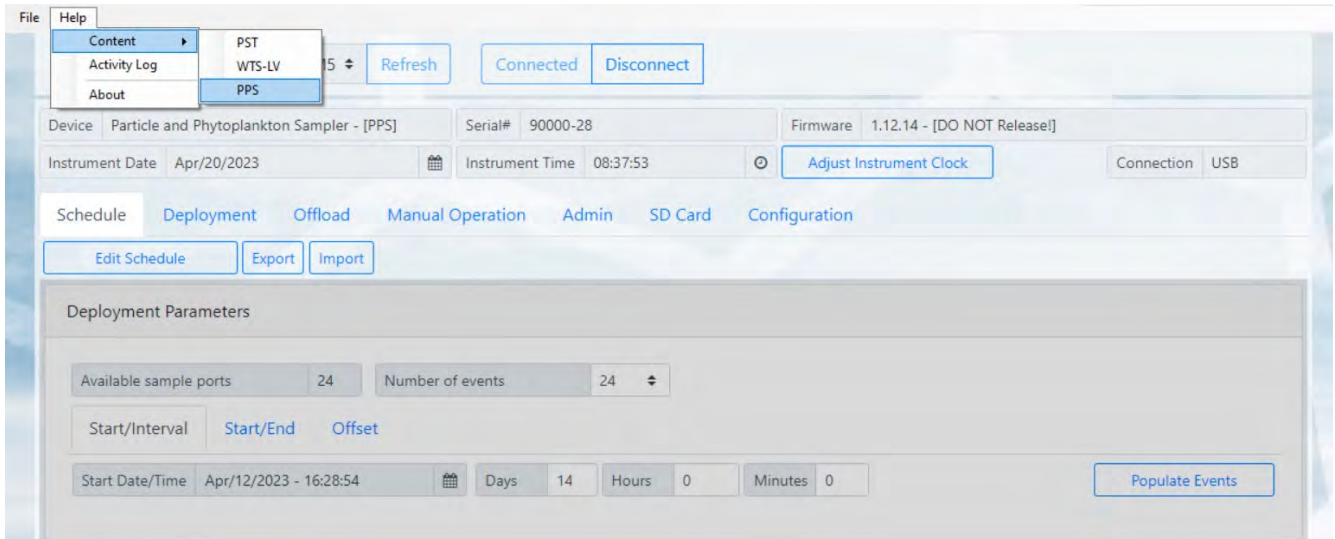 File Help
Content PST
Activity Log WTS-LV
About PPS
Refresh Connected Disconnect
Device Particle and Phytoplankton Sampler - [PPS] Serial# 90000-28 Firmware 1.12.14 - [DO NOT Release!]
Instrument Date Apr/20/2023 Instrument Time 08:37:53 Adjust Instrument Clock Connection USB
Schedule Deployment Offload Manual Operation Admin SD Card Configuration
Edit Schedule Export Import
Deployment Parameters
Available sample ports 24 Number of events 24
Start/Interval Start/End Offset
Start Date/Time Apr/12/2023 - 16:28:54 Days 14 Hours 0 Minutes 0 Populate Events